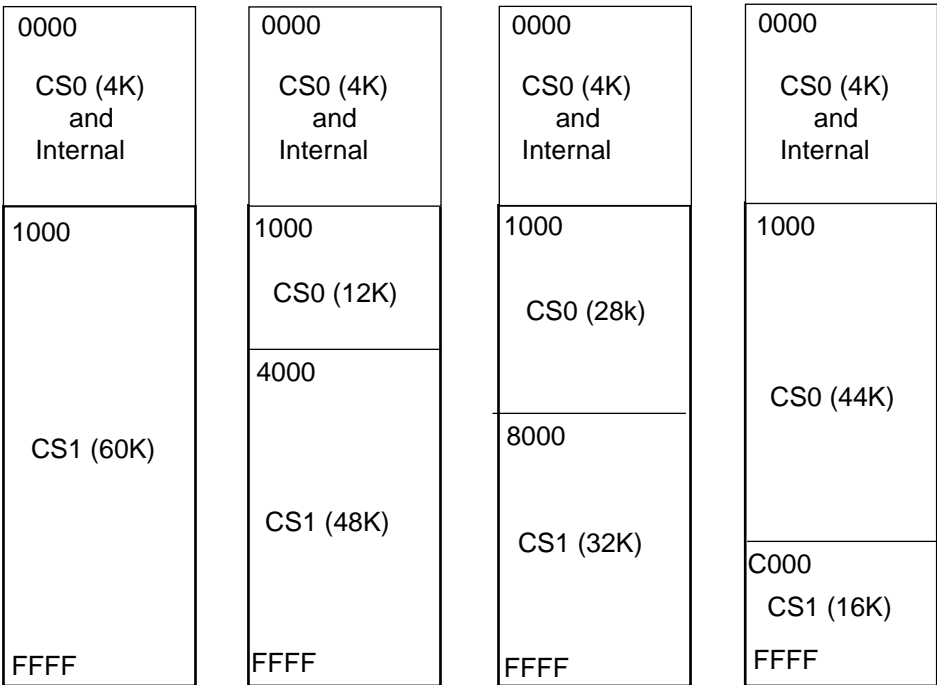 0000
CS0 (4K)
and
Internal
1000
CS1 (60K)
FFFF
0000
CS0 (4K)
and
Internal
1000
CS0 (12K)
4000
CS1 (48K)
FFFF
0000
CS0 (4K)
and
Internal
1000
CS0 (28k)
8000
CS1 (32K)
FFFF
0000
CS0 (4K)
and
Internal
1000
CS0 (44K)
C000
CS1 (16K)
FFFF